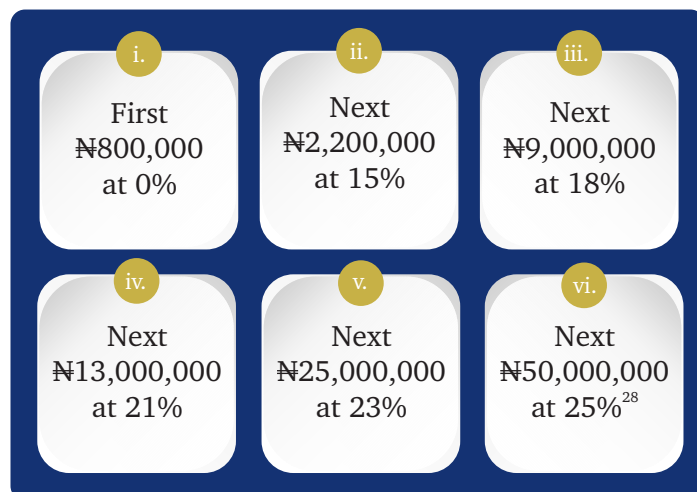 i.
First
₦800,000
at 0%
ii.
Next
₦2,200,000
at 15%
iii.
Next
₦9,000,000
at 18%
iv.
Next
₦13,000,000
at 21%
v.
Next
₦25,000,000
at 23%
vi.
Next
₦50,000,000
at 25%²⁸